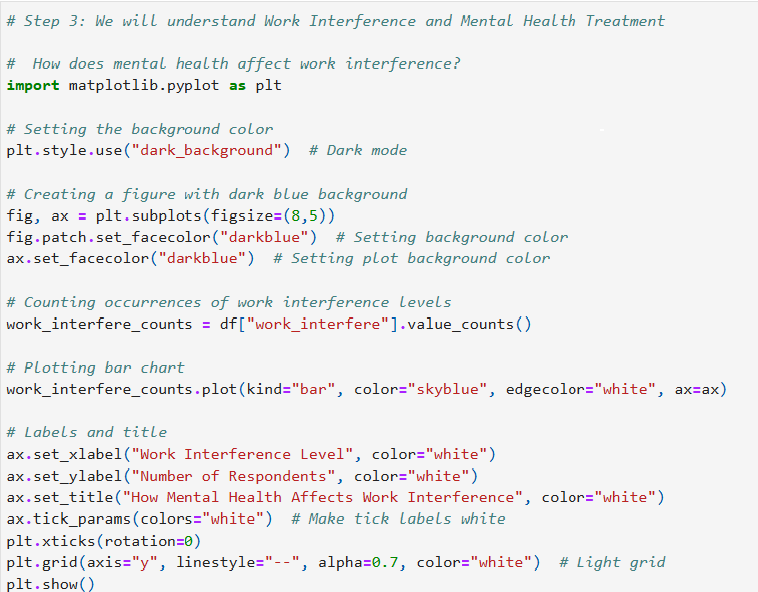 # Step 3: We will understand Work Interference and Mental Health Treatment
#  How does mental health affect work interference?
import matplotlib.pyplot as plt
# Setting the background color
plt.style.use("dark_background")  # Dark mode
# Creating a figure with dark blue background
fig, ax = plt.subplots(figsize=(8,5))
fig.patch.set_facecolor("darkblue")  # Setting background color
ax.set_facecolor("darkblue")  # Setting plot background color
# Counting occurrences of work interference levels
work_interfere_counts = df["work_interfere"].value_counts()
# Plotting bar chart
work_interfere_counts.plot(kind="bar", color="skyblue", edgecolor="white", ax=ax)
# Labels and title
ax.set_xlabel("Work Interference Level", color="white")
ax.set_ylabel("Number of Respondents", color="white")
ax.set_title("How Mental Health Affects Work Interference", color="white")
ax.tick_params(colors="white")  # Make tick labels white
plt.xticks(rotation=0)
plt.grid(axis="y", linestyle="--", alpha=0.7, color="white")  # Light grid
plt.show()